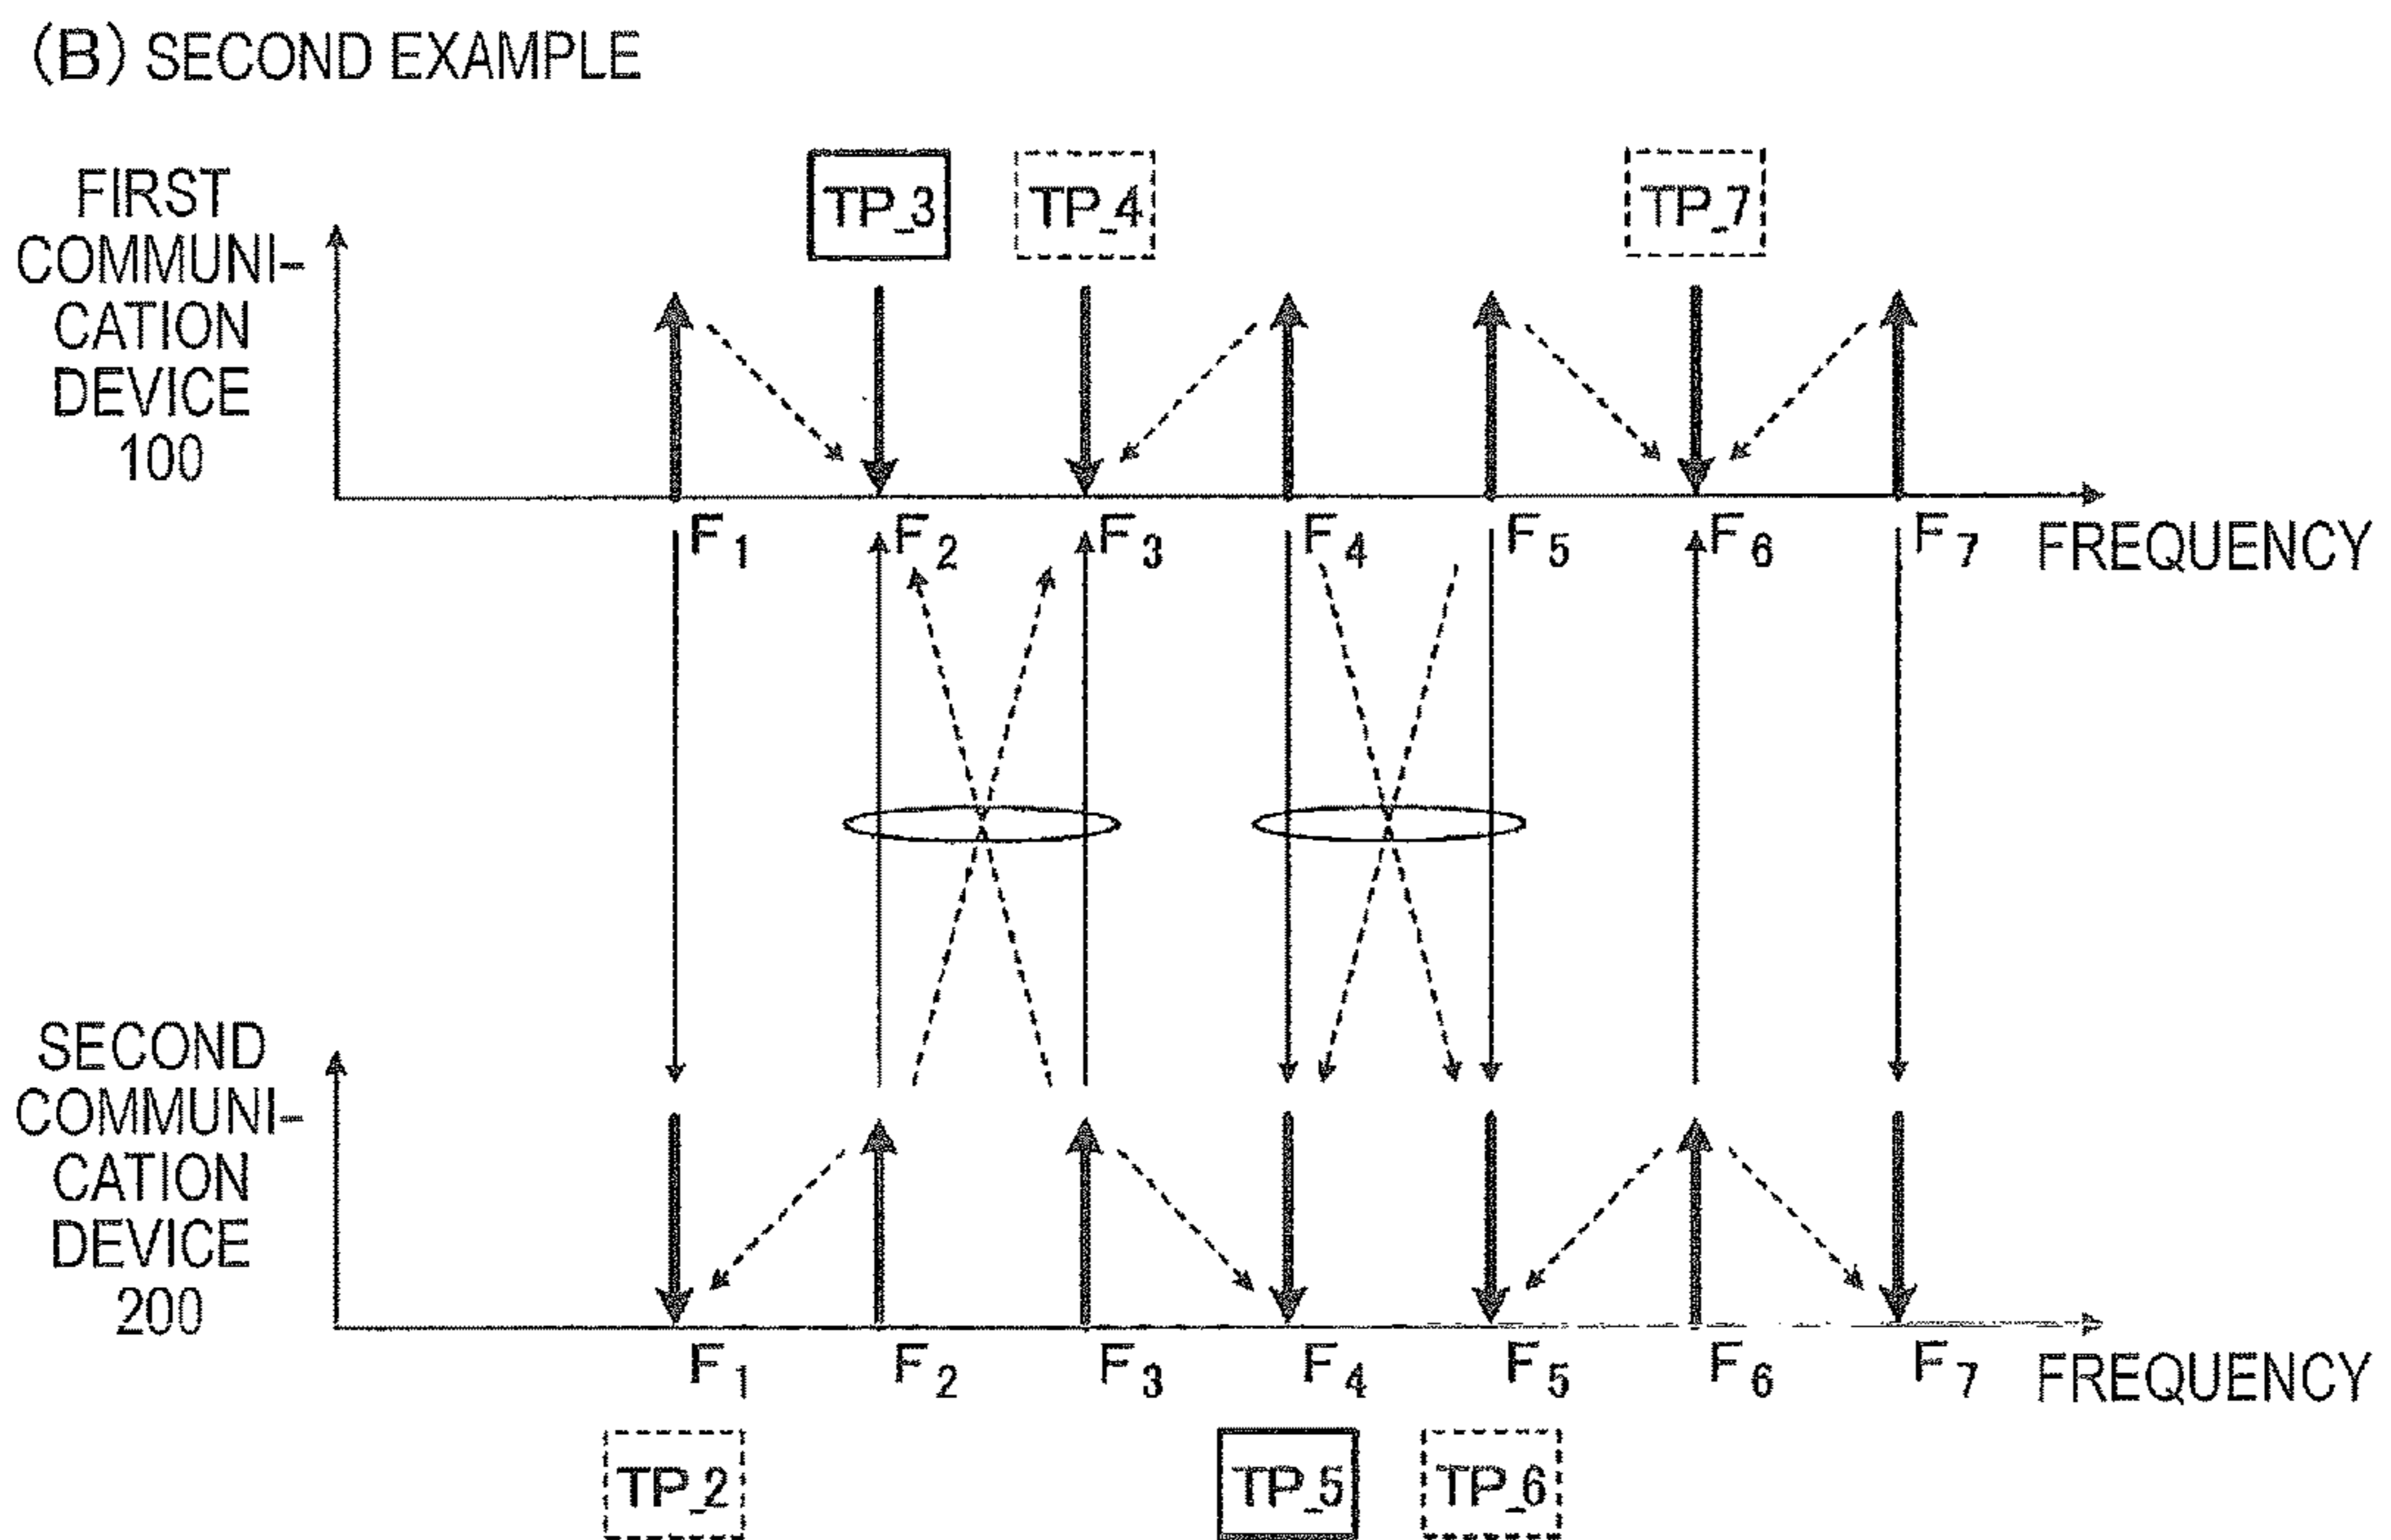 (B) SECOND EXAMPLE
TP_3 TP_4 TP_7
FIRST
COMMUNI-
CATION
DEVICE
100
F1 F2 F3 F4 F5 F6 F7 FREQUENCY
SECOND
COMMUNI-
CATION
DEVICE
200
F1 F2 F3 F4 F5 F6 F7 FREQUENCY
TP_2 TP_5 TP_6